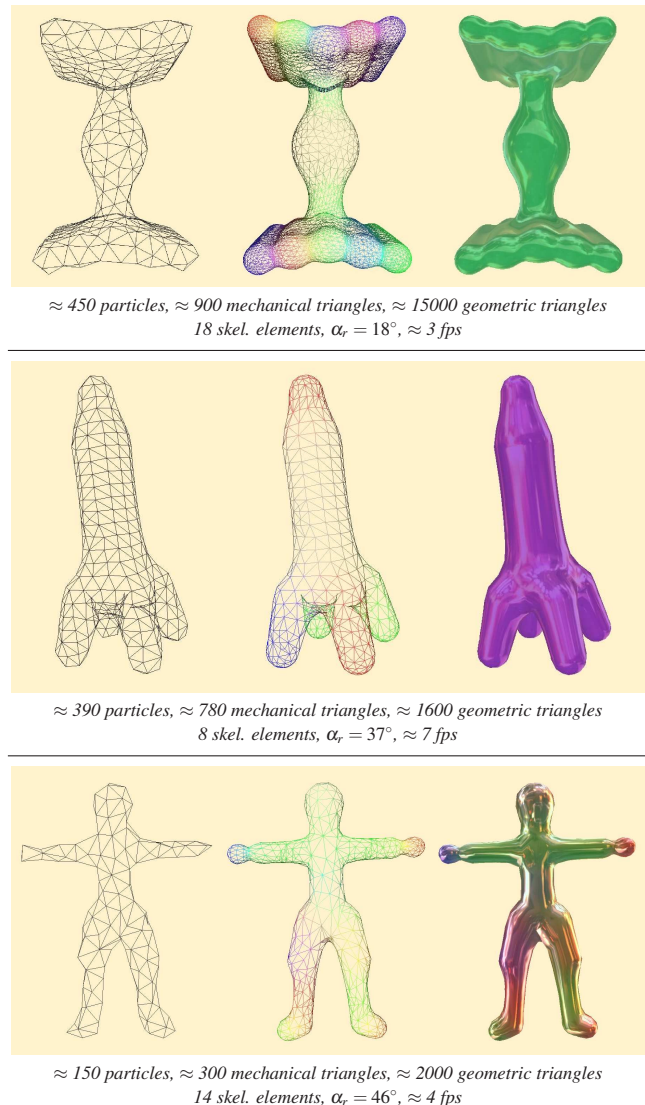 ≈ 450 particles, ≈ 900 mechanical triangles, ≈ 15000 geometric triangles
18 skel. elements, αr = 18°, ≈ 3 fps
≈ 390 particles, ≈ 780 mechanical triangles, ≈ 1600 geometric triangles
8 skel. elements, αr = 37°, ≈ 7 fps
≈ 150 particles, ≈ 300 mechanical triangles, ≈ 2000 geometric triangles
14 skel. elements, αr = 46°, ≈ 4 fps